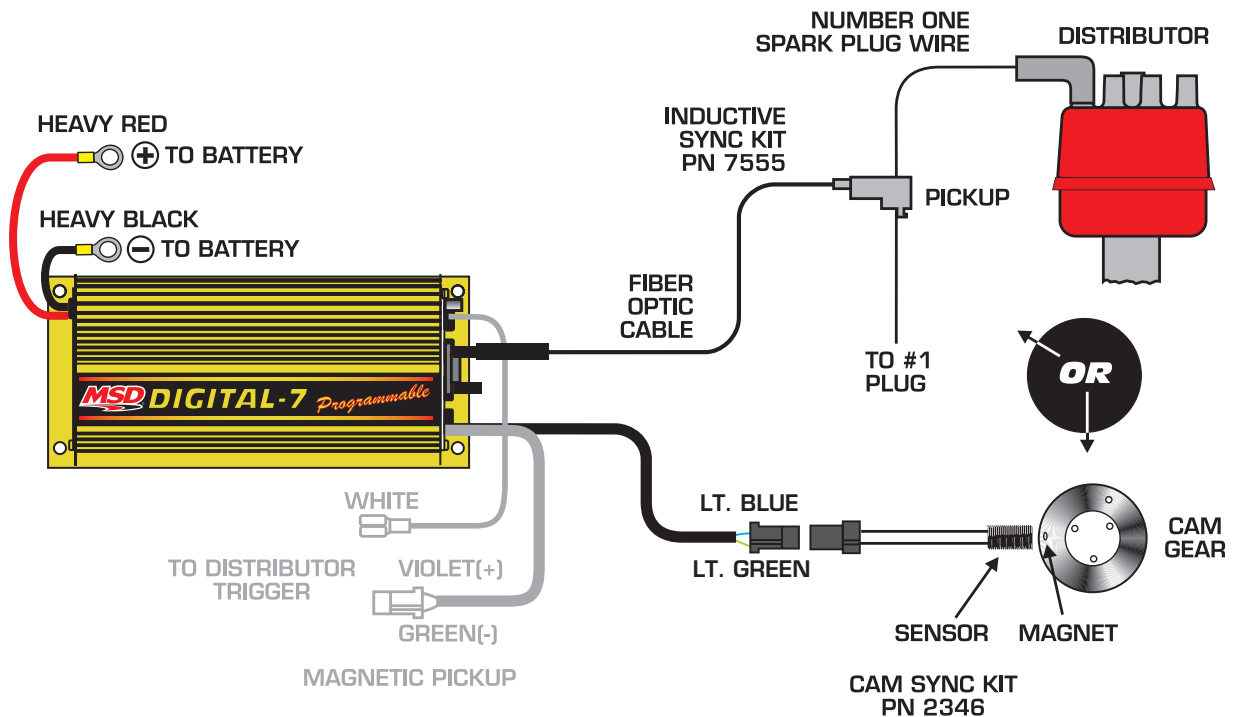 NUMBER ONE
SPARK PLUG WIRE
DISTRIBUTOR
HEAVY RED
+ TO BATTERY
INDUCTIVE
SYNC KIT
PN 7555
PICKUP
HEAVY BLACK
− TO BATTERY
FIBER
OPTIC
CABLE
TO #1
PLUG
OR
MSD DIGITAL-7 Programmable
WHITE
LT. BLUE
LT. GREEN
CAM
GEAR
TO DISTRIBUTOR
TRIGGER
VIOLET(+)
GREEN(-)
SENSOR
MAGNET
MAGNETIC PICKUP
CAM SYNC KIT
PN 2346